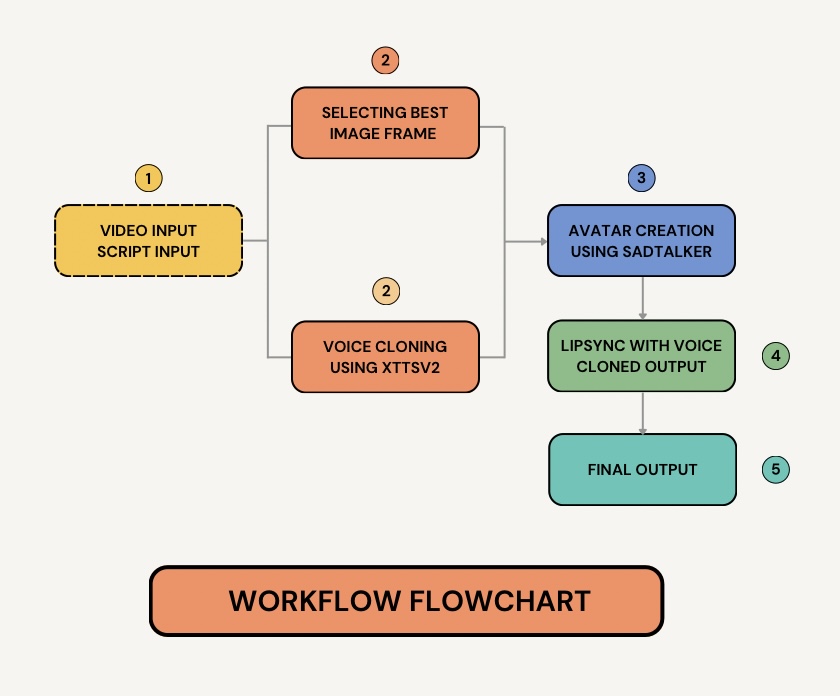 2
SELECTING BEST
IMAGE FRAME
1
VIDEO INPUT
SCRIPT INPUT
2
VOICE CLONING
USING XTTSV2
3
AVATAR CREATION
USING SADTALKER
LIPSYNC WITH VOICE
CLONED OUTPUT
4
FINAL OUTPUT
5
WORKFLOW FLOWCHART